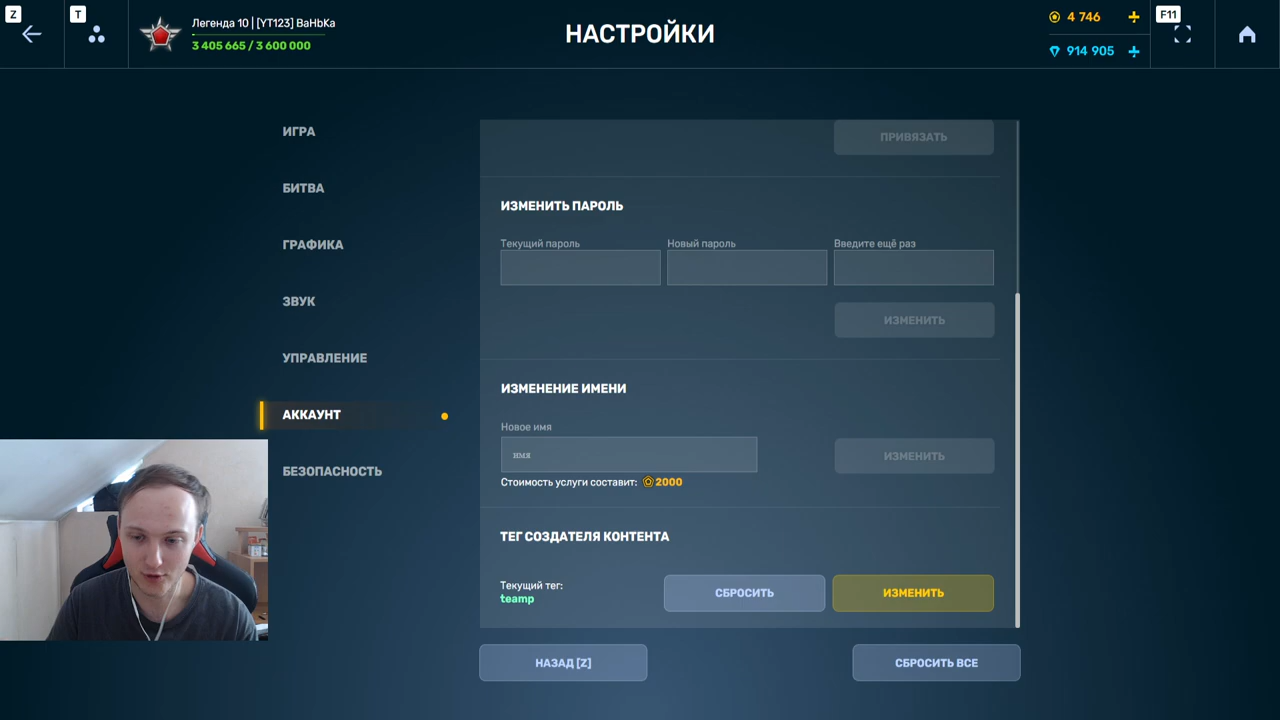 Z
T
Легенда 10 | [YT123] BaHbKa
3 405 665 / 3 600 000
НАСТРОЙКИ
4 746
914 905
F11
ИГРА
БИТВА
ГРАФИКА
ЗВУК
УПРАВЛЕНИЕ
АККАУНТ
БЕЗОПАСНОСТЬ
ПРИВЯЗАТЬ
ИЗМЕНИТЬ ПАРОЛЬ
Текущий пароль Новый пароль Введите ещё раз
ИЗМЕНИТЬ
ИЗМЕНЕНИЕ ИМЕНИ
Новое имя
имя
ИЗМЕНИТЬ
Стоимость услуги составит: 2000
ТЕГ СОЗДАТЕЛЯ КОНТЕНТА
Текущий тег:
teamp
СБРОСИТЬ
ИЗМЕНИТЬ
НАЗАД [Z]
СБРОСИТЬ ВСЕ